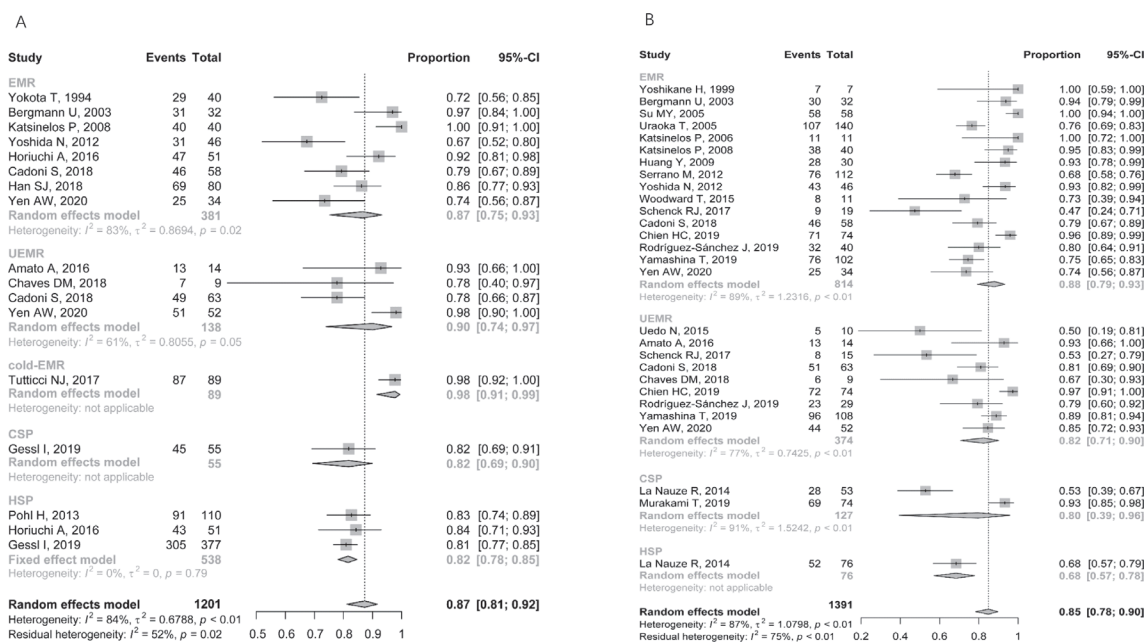 A
Study Events Total Proportion 95%-CI
EMR
Yokota T, 1994 29 40 0.72 [0.56; 0.85]
Bergmann U, 2003 31 32 0.97 [0.84; 1.00]
Katsinelos P, 2008 40 40 1.00 [0.91; 1.00]
Yoshida N, 2012 31 46 0.67 [0.52; 0.80]
Horiuchi A, 2016 47 51 0.92 [0.81; 0.98]
Cadoni S, 2018 46 58 0.79 [0.67; 0.89]
Han SJ, 2018 69 80 0.86 [0.77; 0.93]
Yen AW, 2020 25 34 0.74 [0.56; 0.87]
Random effects model 381 0.87 [0.75; 0.93]
Heterogeneity: I² = 83%, τ² = 0.8694, p = 0.02
UEMR
Amato A, 2016 13 14 0.93 [0.66; 1.00]
Chaves DM, 2018 7 9 0.78 [0.40; 0.97]
Cadoni S, 2018 49 63 0.78 [0.66; 0.87]
Yen AW, 2020 51 52 0.98 [0.90; 1.00]
Random effects model 138 0.90 [0.74; 0.97]
Heterogeneity: I² = 61%, τ² = 0.8055, p = 0.05
cold-EMR
Tutticci NJ, 2017 87 89 0.98 [0.92; 1.00]
Random effects model 89 0.98 [0.91; 0.99]
Heterogeneity: not applicable
CSP
Gessl I, 2019 45 55 0.82 [0.69; 0.91]
Random effects model 55 0.82 [0.69; 0.90]
Heterogeneity: not applicable
HSP
Pohl H, 2013 91 110 0.83 [0.74; 0.89]
Horiuchi A, 2016 43 51 0.84 [0.71; 0.93]
Gessl I, 2019 305 377 0.81 [0.77; 0.85]
Fixed effect model 538 0.82 [0.78; 0.85]
Heterogeneity: I² = 0%, τ² = 0, p = 0.79
Random effects model 1201 0.87 [0.81; 0.92]
Heterogeneity: I² = 84%, τ² = 0.6788, p < 0.01
Residual heterogeneity: I² = 52%, p = 0.02
0.5 0.6 0.7 0.8 0.9 1
B
Study Events Total Proportion 95%-CI
EMR
Yoshikane H, 1999 7 7 1.00 [0.59; 1.00]
Bergmann U, 2003 30 32 0.94 [0.79; 0.99]
Su MY, 2005 58 58 1.00 [0.94; 1.00]
Uraoka T, 2005 107 140 0.76 [0.69; 0.83]
Katsinelos P, 2006 11 11 1.00 [0.72; 1.00]
Katsinelos P, 2008 38 40 0.95 [0.83; 0.99]
Huang Y, 2009 28 30 0.93 [0.78; 0.99]
Serrano M, 2012 76 112 0.68 [0.58; 0.76]
Yoshida N, 2012 43 46 0.93 [0.82; 0.99]
Woodward T, 2015 8 11 0.73 [0.39; 0.94]
Schenck RJ, 2017 9 19 0.47 [0.24; 0.71]
Cadoni S, 2018 46 58 0.79 [0.67; 0.89]
Chien HC, 2019 71 74 0.96 [0.89; 0.99]
Rodríguez-Sánchez J, 2019 32 40 0.80 [0.64; 0.91]
Yamashina T, 2019 76 102 0.75 [0.65; 0.83]
Yen AW, 2020 25 34 0.74 [0.56; 0.87]
Random effects model 814 0.88 [0.79; 0.93]
Heterogeneity: I² = 89%, τ² = 1.2316, p < 0.01
UEMR
Uedo N, 2015 5 10 0.50 [0.19; 0.81]
Amato A, 2016 13 14 0.93 [0.66; 1.00]
Schenck RJ, 2017 8 15 0.53 [0.27; 0.79]
Cadoni S, 2018 51 63 0.81 [0.69; 0.90]
Chaves DM, 2018 6 9 0.67 [0.30; 0.93]
Chien HC, 2019 72 74 0.97 [0.91; 1.00]
Rodríguez-Sánchez J, 2019 23 29 0.79 [0.60; 0.92]
Yamashina T, 2019 96 108 0.89 [0.81; 0.94]
Yen AW, 2020 44 52 0.85 [0.72; 0.93]
Random effects model 374 0.82 [0.71; 0.90]
Heterogeneity: I² = 77%, τ² = 0.7425, p < 0.01
CSP
La Nauze R, 2014 28 53 0.53 [0.39; 0.67]
Murakami T, 2019 69 74 0.93 [0.85; 0.98]
Random effects model 127 0.80 [0.39; 0.96]
Heterogeneity: I² = 91%, τ² = 1.5242, p < 0.01
HSP
La Nauze R, 2014 52 76 0.68 [0.57; 0.79]
Random effects model 76 0.68 [0.57; 0.78]
Heterogeneity: not applicable
Random effects model 1391 0.85 [0.78; 0.90]
Heterogeneity: I² = 87%, τ² = 1.0798, p < 0.01
Residual heterogeneity: I² = 75%, p < 0.01
0.2 0.4 0.6 0.8 1